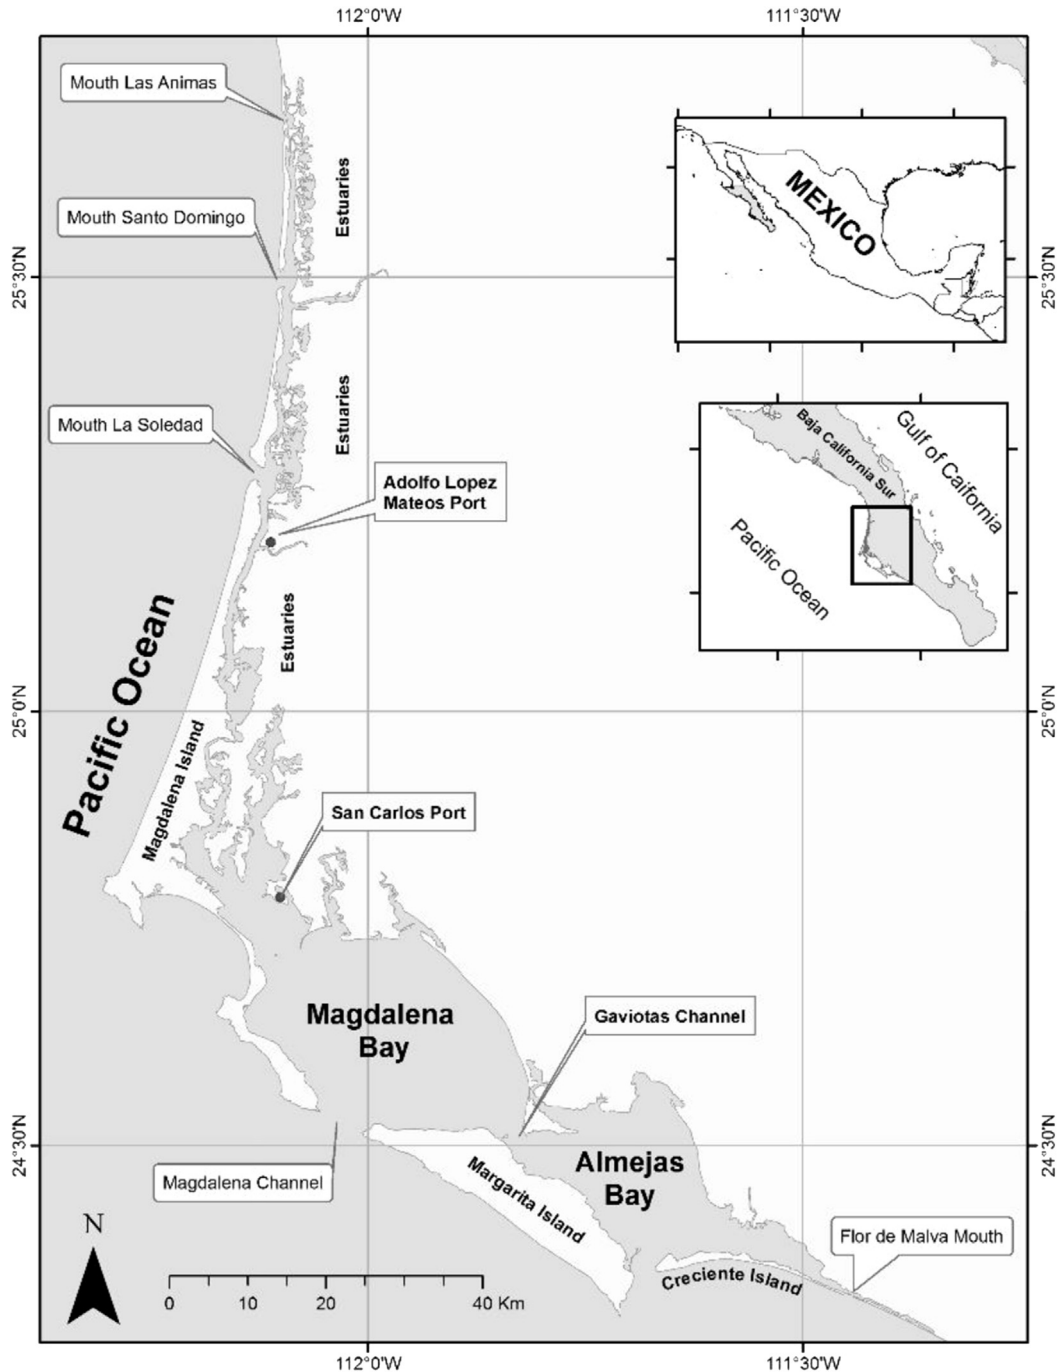 112°0'W
111°30'W
Mouth Las Animas
Estuaries
MEXICO
Mouth Santo Domingo
25°30'N
25°30'N
Estuaries
Mouth La Soledad
Baja California Sur
Gulf of Caifornia
Pacific Ocean
Adolfo Lopez
Mateos Port
Estuaries
Pacific Ocean
25°0'N
25°0'N
Magdalena Island
San Carlos Port
Magdalena
Bay
Gaviotas Channel
24°30'N
24°30'N
Almejas
Bay
Magdalena Channel
Margarita Island
N
Flor de Malva Mouth
Creciente Island
0 10 20 40 Km
112°0'W
111°30'W